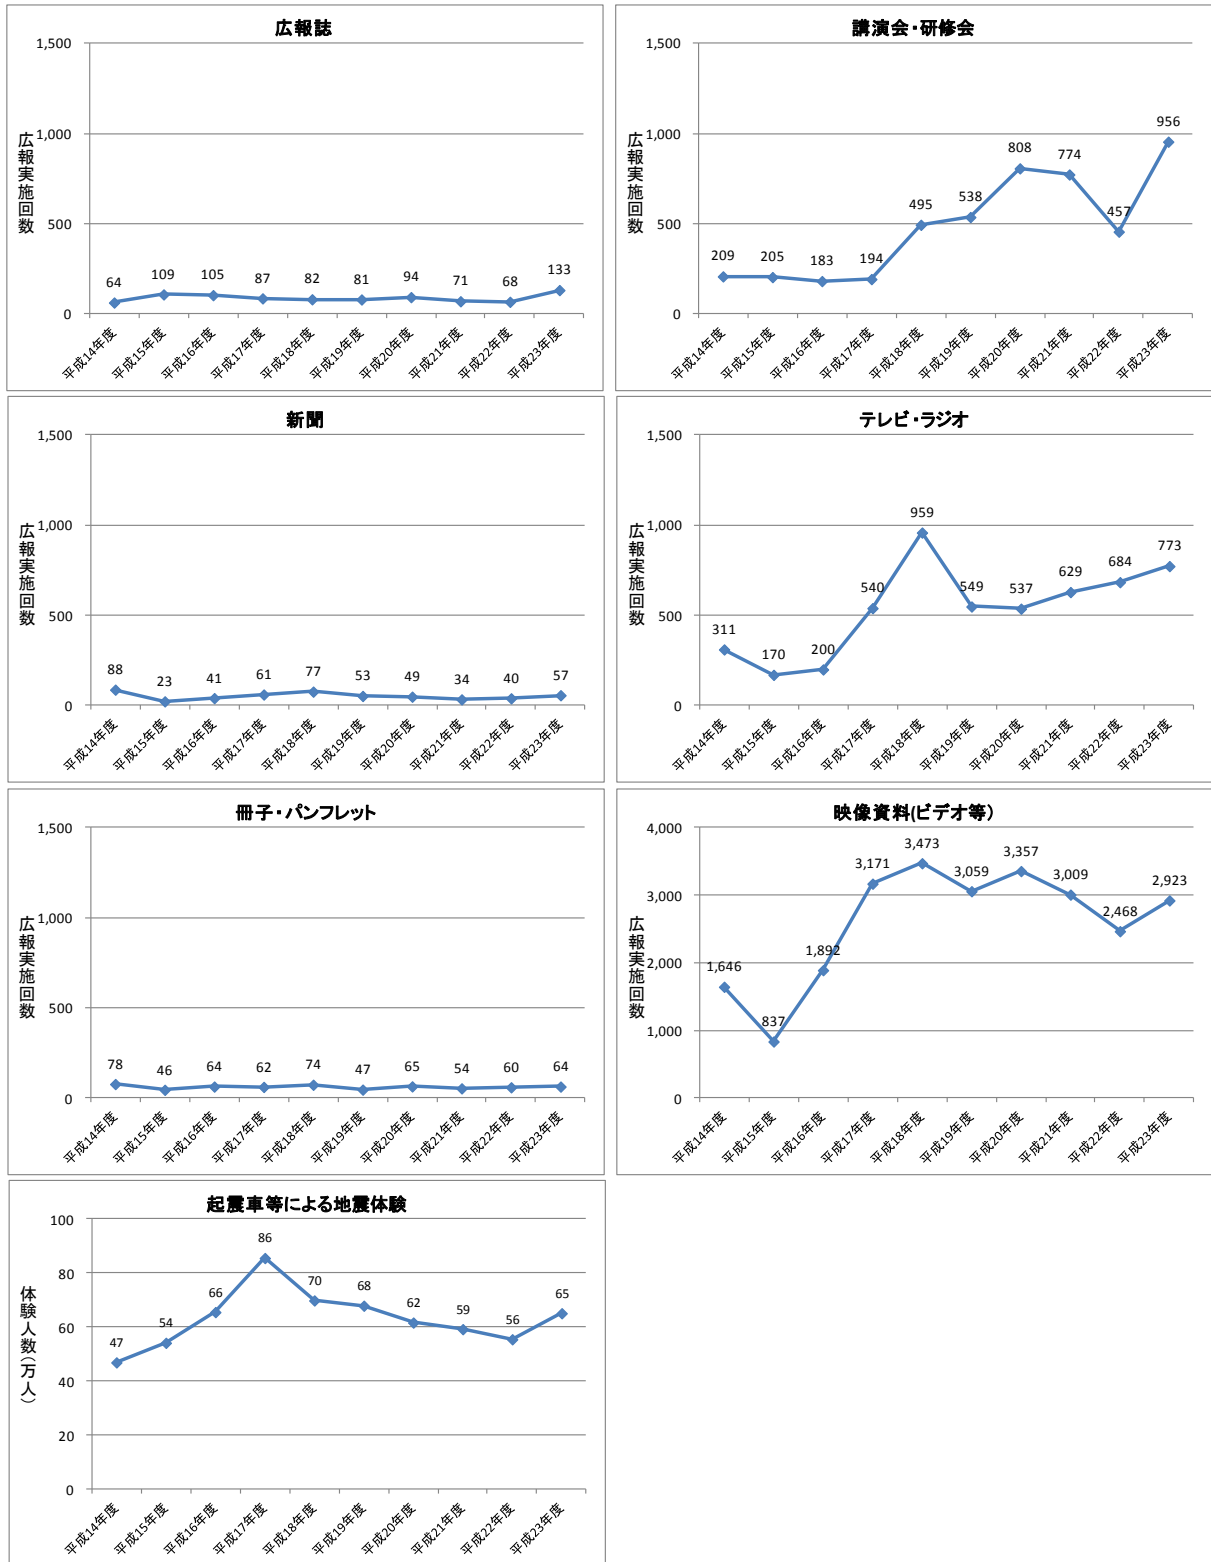 広報誌
広報実施回数
1,500
1,000
500
0
64 109 105 87 82 81 94 71 68 133
平成14年度 平成15年度 平成16年度 平成17年度 平成18年度 平成19年度 平成20年度 平成21年度 平成22年度 平成23年度
講演会・研修会
広報実施回数
1,500
1,000
500
0
209 205 183 194 495 538 808 774 457 956
平成14年度 平成15年度 平成16年度 平成17年度 平成18年度 平成19年度 平成20年度 平成21年度 平成22年度 平成23年度
新聞
広報実施回数
1,500
1,000
500
0
88 23 41 61 77 53 49 34 40 57
平成14年度 平成15年度 平成16年度 平成17年度 平成18年度 平成19年度 平成20年度 平成21年度 平成22年度 平成23年度
テレビ・ラジオ
広報実施回数
1,500
1,000
500
0
311 170 200 540 959 549 537 629 684 773
平成14年度 平成15年度 平成16年度 平成17年度 平成18年度 平成19年度 平成20年度 平成21年度 平成22年度 平成23年度
冊子・パンフレット
広報実施回数
1,500
1,000
500
0
78 46 64 62 74 47 65 54 60 64
平成14年度 平成15年度 平成16年度 平成17年度 平成18年度 平成19年度 平成20年度 平成21年度 平成22年度 平成23年度
映像資料(ビデオ等)
広報実施回数
4,000
3,000
2,000
1,000
0
1,646 837 1,892 3,171 3,473 3,059 3,357 3,009 2,468 2,923
平成14年度 平成15年度 平成16年度 平成17年度 平成18年度 平成19年度 平成20年度 平成21年度 平成22年度 平成23年度
起震車等による地震体験
体験人数(万人)
100
80
60
40
20
0
47 54 66 86 70 68 62 59 56 65
平成14年度 平成15年度 平成16年度 平成17年度 平成18年度 平成19年度 平成20年度 平成21年度 平成22年度 平成23年度